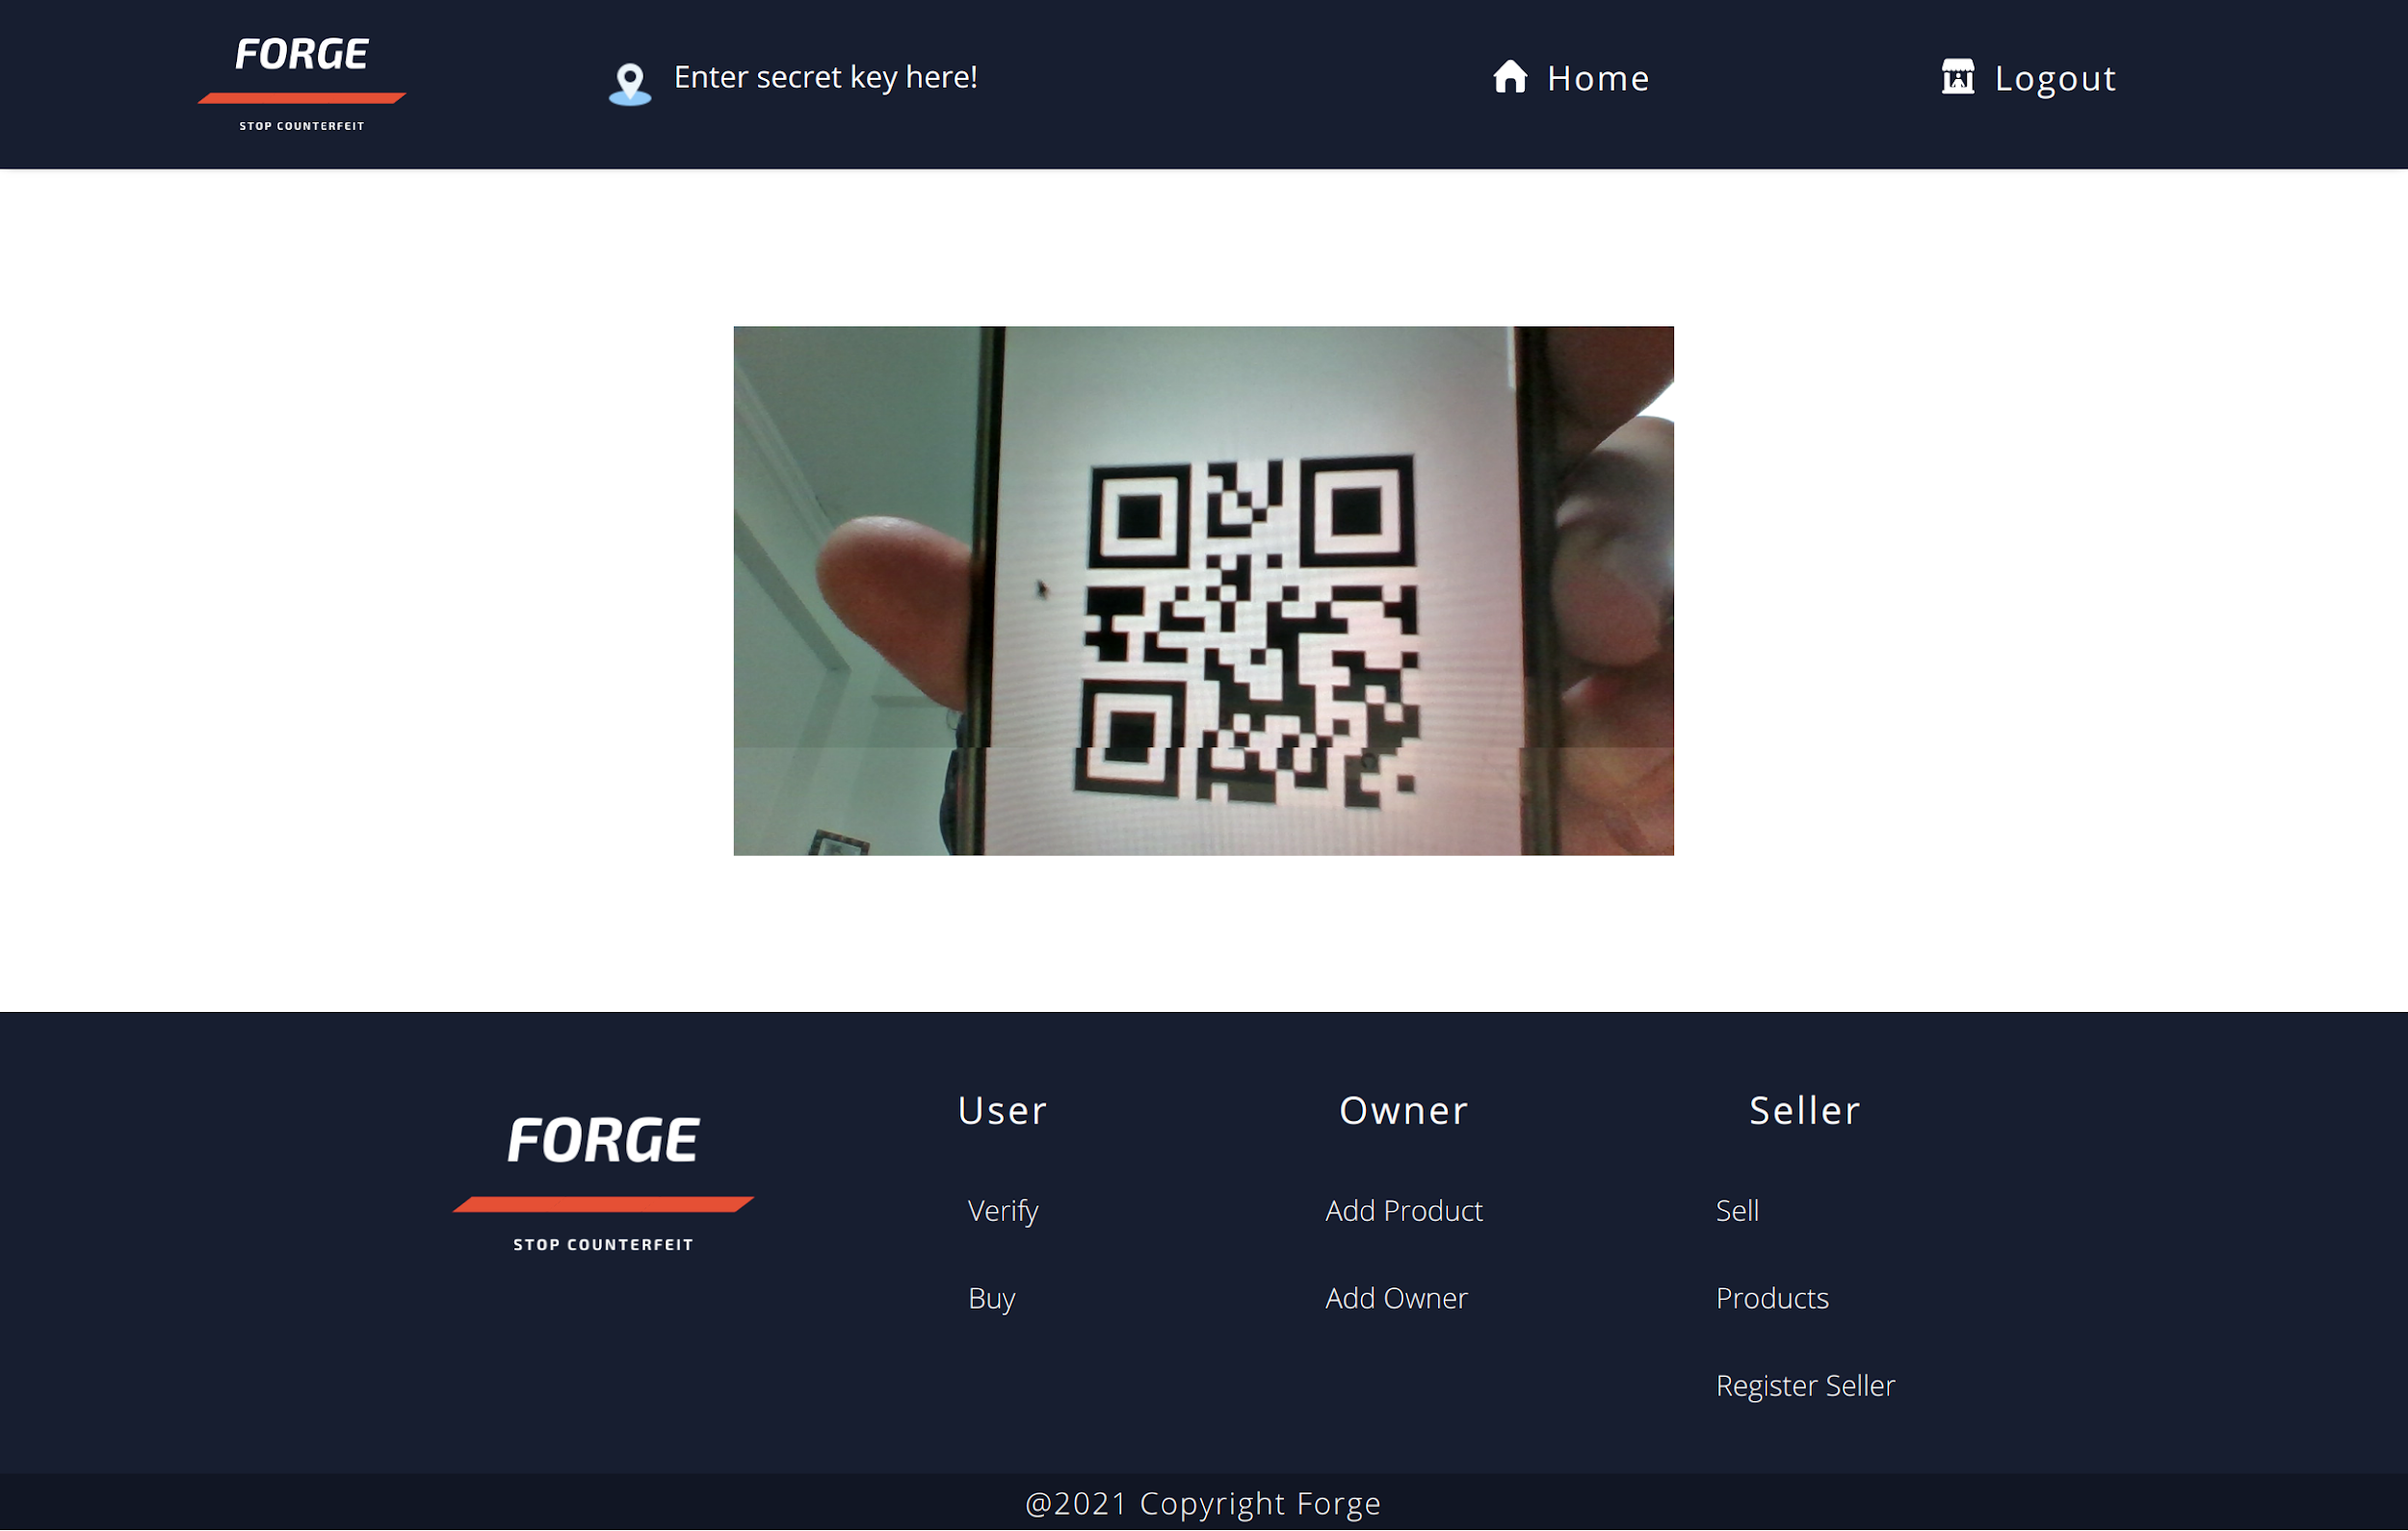 FORGE
STOP COUNTERFEIT
Enter secret key here!
Home
Logout
FORGE
STOP COUNTERFEIT
User
Verify
Buy
Owner
Add Product
Add Owner
Seller
Sell
Products
Register Seller
@2021 Copyright Forge